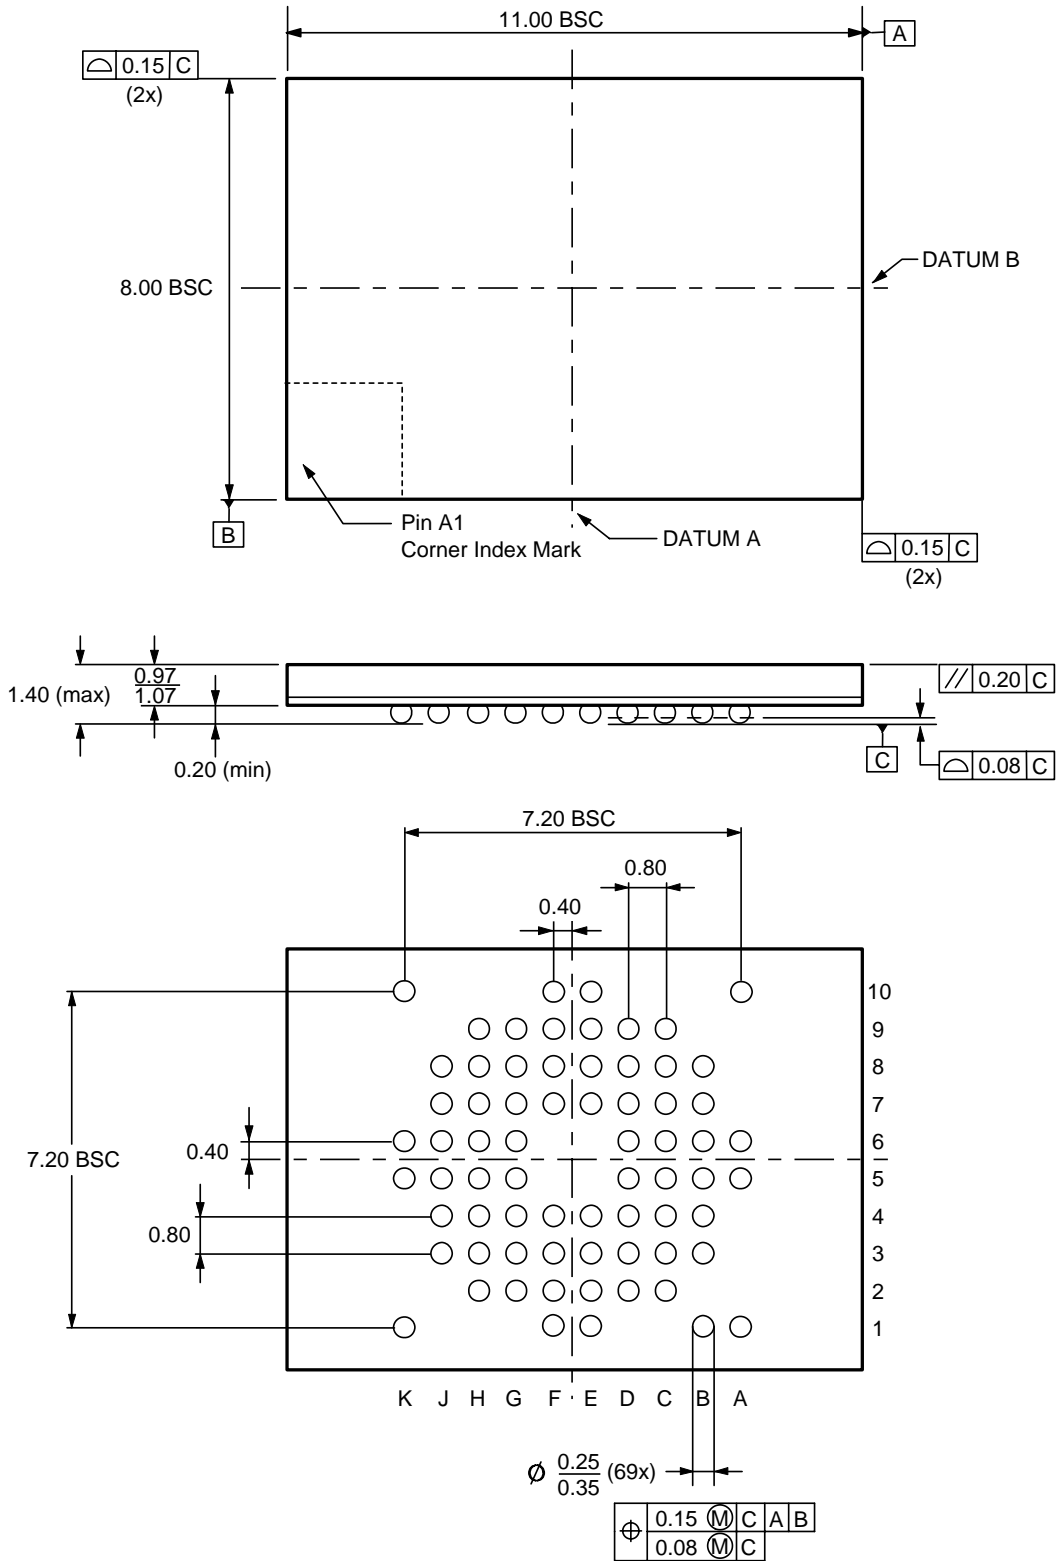 11.00 BSC
A
0.15 C
(2x)
DATUM B
8.00 BSC
Pin A1
Corner Index Mark
DATUM A
B
0.15 C
(2x)
1.40 (max)
0.97
1.07
0.20 (min)
// 0.20 C
C
0.08 C
7.20 BSC
0.80
0.40
10
9
8
7
6
5
4
3
2
1
7.20 BSC
0.40
0.80
K J H G F E D C B A
Ø 0.25 (69x)
0.35
⌖ 0.15 Ⓜ C A B
0.08 Ⓜ C